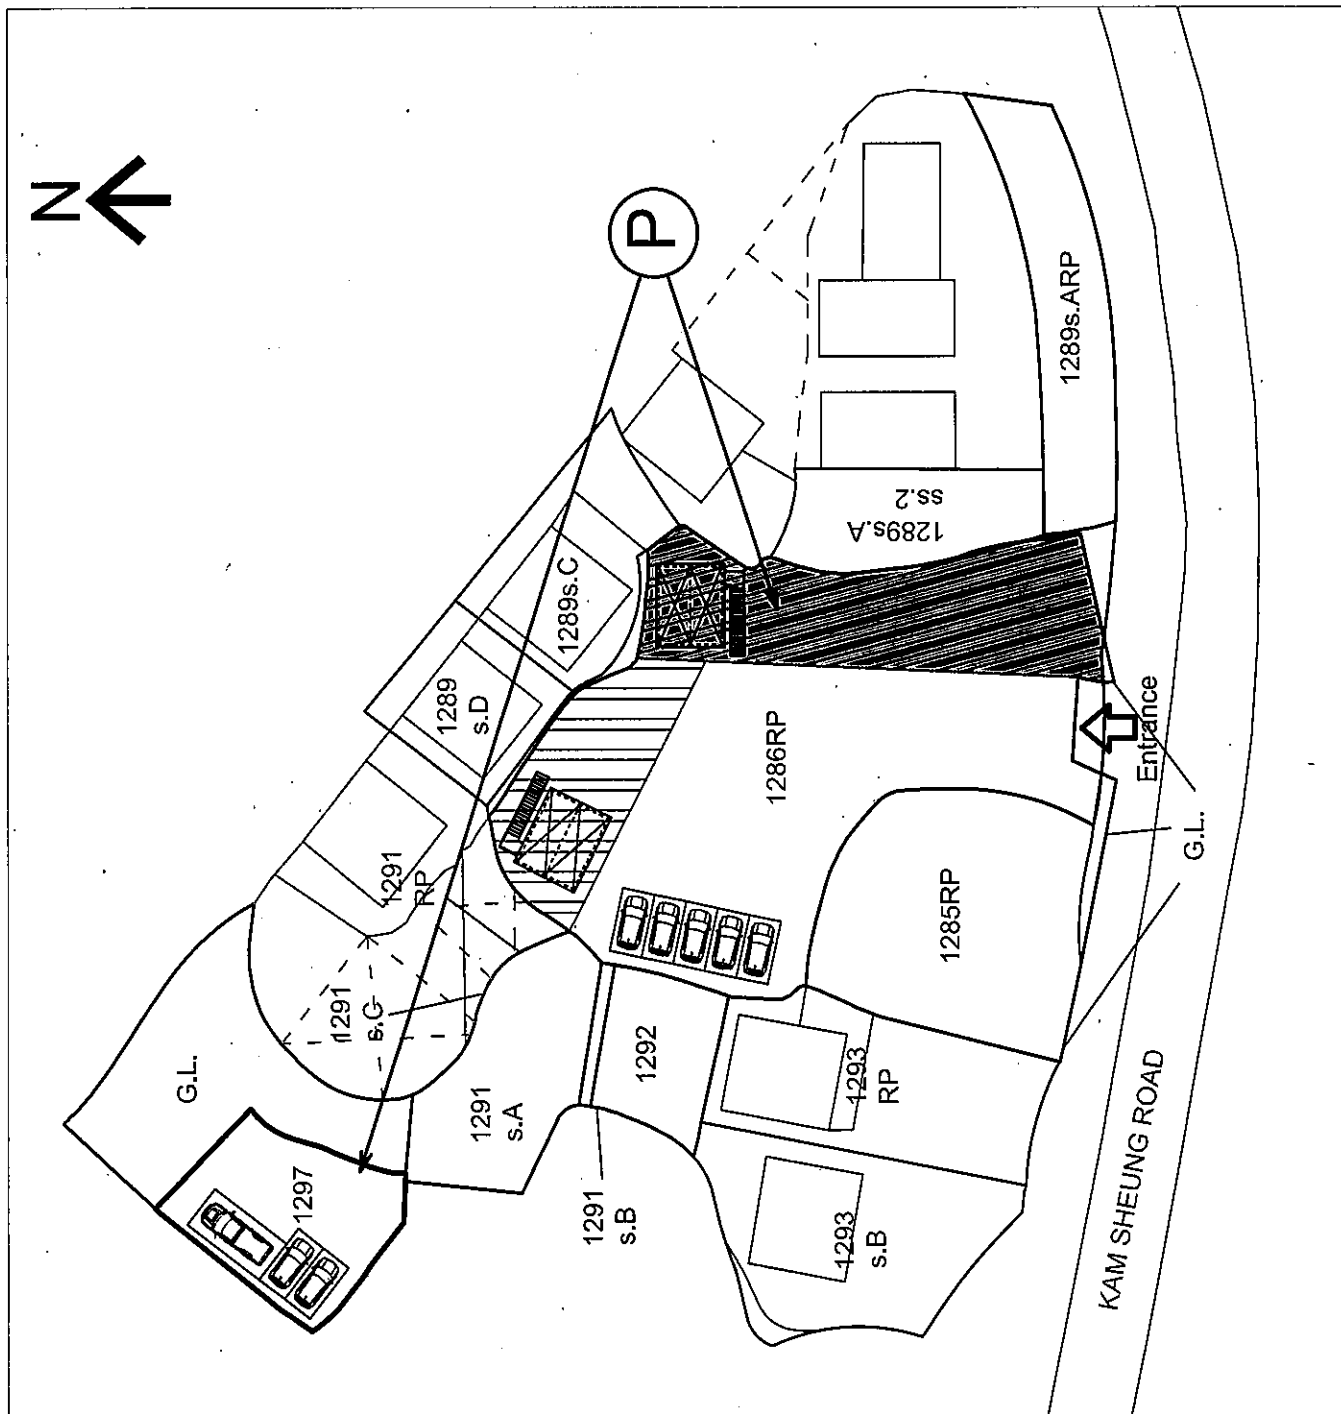 N
P
1289s.ARP
1289s.A
ss.2
1289s.C
1289
s.D
1286RP
Entrance
G.L.
1291
RP
1285RP
1291
s.C
G.L.
1292
1293
RP
1291
s.A
1297
1291
s.B
1293
s.B
KAM SHEUNG ROAD